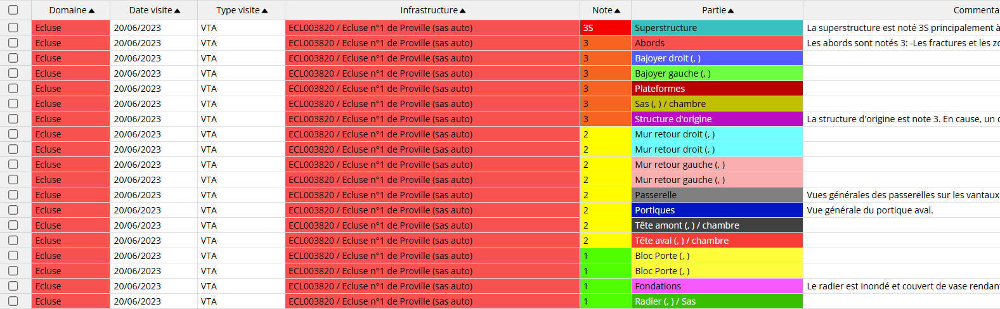 Domaine▲ Date visite▲ Type visite▲ Infrastructure▲ Note▲ Partie▲ Commenta
Ecluse 20/06/2023 VTA ECL003820 / Ecluse n°1 de Proville (sas auto) 3S Superstructure La superstructure est noté 3S principalement à
Ecluse 20/06/2023 VTA ECL003820 / Ecluse n°1 de Proville (sas auto) 3 Abords Les abords sont notés 3: -Les fractures et les zo
Ecluse 20/06/2023 VTA ECL003820 / Ecluse n°1 de Proville (sas auto) 3 Bajoyer droit (, )
Ecluse 20/06/2023 VTA ECL003820 / Ecluse n°1 de Proville (sas auto) 3 Bajoyer gauche (, )
Ecluse 20/06/2023 VTA ECL003820 / Ecluse n°1 de Proville (sas auto) 3 Plateformes
Ecluse 20/06/2023 VTA ECL003820 / Ecluse n°1 de Proville (sas auto) 3 Sas (, ) / chambre
Ecluse 20/06/2023 VTA ECL003820 / Ecluse n°1 de Proville (sas auto) 3 Structure d'origine La structure d'origine est note 3. En cause, un
Ecluse 20/06/2023 VTA ECL003820 / Ecluse n°1 de Proville (sas auto) 2 Mur retour droit (, )
Ecluse 20/06/2023 VTA ECL003820 / Ecluse n°1 de Proville (sas auto) 2 Mur retour droit (, )
Ecluse 20/06/2023 VTA ECL003820 / Ecluse n°1 de Proville (sas auto) 2 Mur retour gauche (, )
Ecluse 20/06/2023 VTA ECL003820 / Ecluse n°1 de Proville (sas auto) 2 Mur retour gauche (, )
Ecluse 20/06/2023 VTA ECL003820 / Ecluse n°1 de Proville (sas auto) 2 Passerelle Vues générales des passerelles sur les vantaux
Ecluse 20/06/2023 VTA ECL003820 / Ecluse n°1 de Proville (sas auto) 2 Portiques Vue générale du portique aval.
Ecluse 20/06/2023 VTA ECL003820 / Ecluse n°1 de Proville (sas auto) 2 Tête amont (, ) / chambre
Ecluse 20/06/2023 VTA ECL003820 / Ecluse n°1 de Proville (sas auto) 2 Tête aval (, ) / chambre
Ecluse 20/06/2023 VTA ECL003820 / Ecluse n°1 de Proville (sas auto) 1 Bloc Porte (, )
Ecluse 20/06/2023 VTA ECL003820 / Ecluse n°1 de Proville (sas auto) 1 Bloc Porte (, )
Ecluse 20/06/2023 VTA ECL003820 / Ecluse n°1 de Proville (sas auto) 1 Fondations Le radier est inondé et couvert de vase rendan
Ecluse 20/06/2023 VTA ECL003820 / Ecluse n°1 de Proville (sas auto) 1 Radier (, ) / Sas